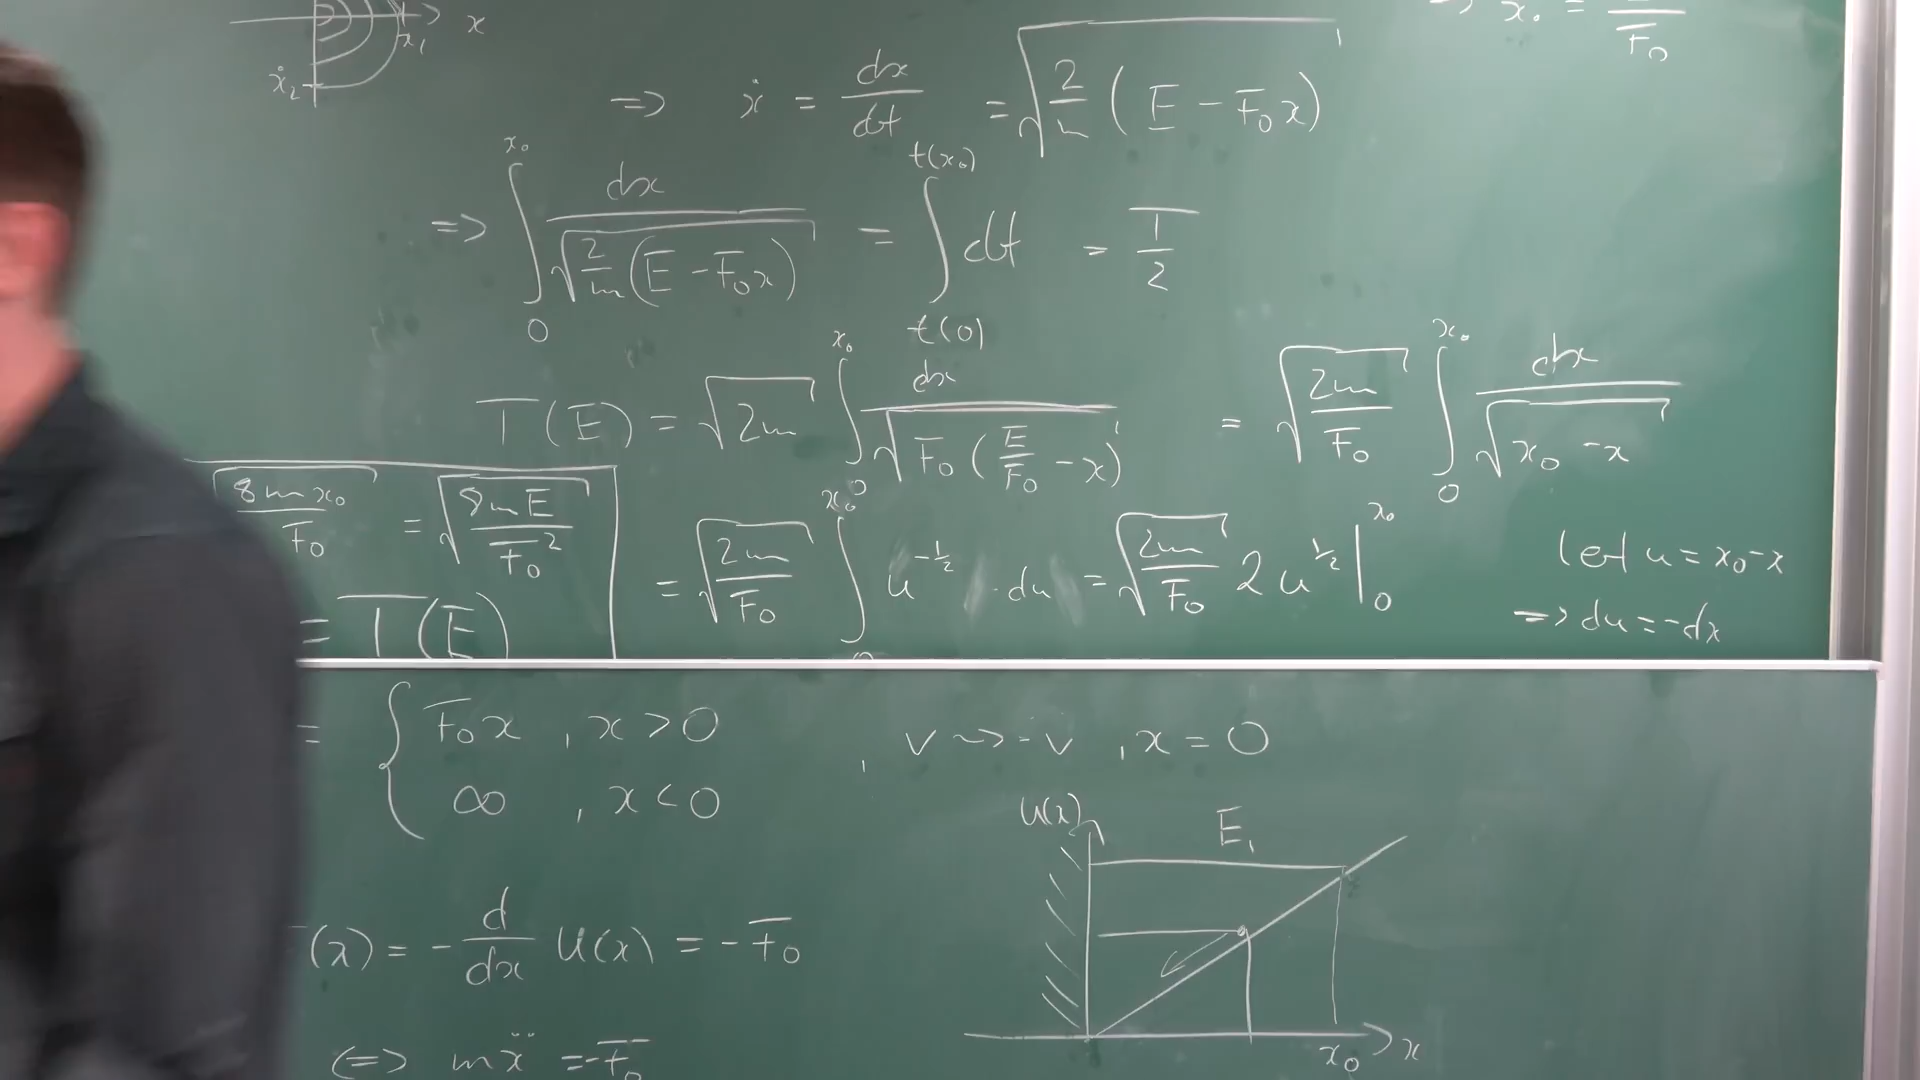 x
x₁
ẋ₂
=> x₀ = — F₀
=> ẋ = dx/dt = √(2/m (E - F₀x))
=> ∫₀^{x₀} dx/√(2/m (E - F₀x)) = ∫_{t(0)}^{t(x₀)} dt = T/2
T(E) = √2m ∫₀^{x₀} dx/√(F₀(E/F₀ - x)) = √(2m/F₀) ∫₀^{x₀} dx/√(x₀ - x)
√(8mx₀/F₀) = √(8mE/F₀²)
= √(2m/F₀) ∫₀^{x₀} u^{-1/2} · du = √(2m/F₀) 2u^{1/2} |₀^{x₀}
let u = x₀ - x
=> du = -dx
= T(E)
= { F₀x , x > 0
∞ , x < 0
, v ~> -v , x = 0
U(x)
E₁
(x) = - d/dx U(x) = - F₀
x₀ x
<=> mẍ = -F₀